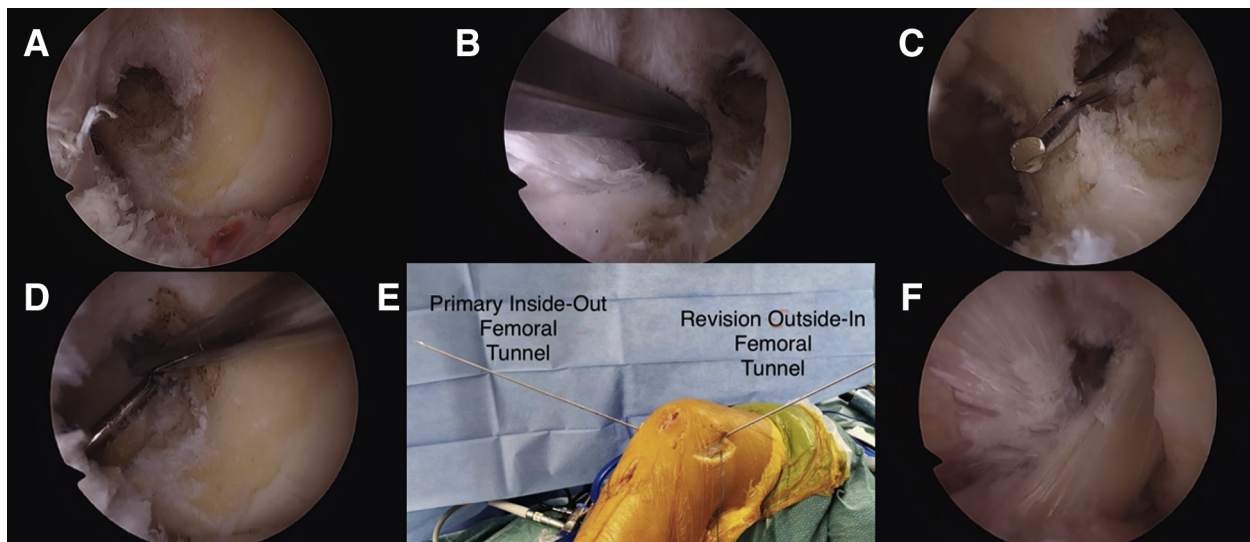 A
B
C
D
E
Primary Inside-Out
Femoral
Tunnel
Revision Outside-In
Femoral
Tunnel
F